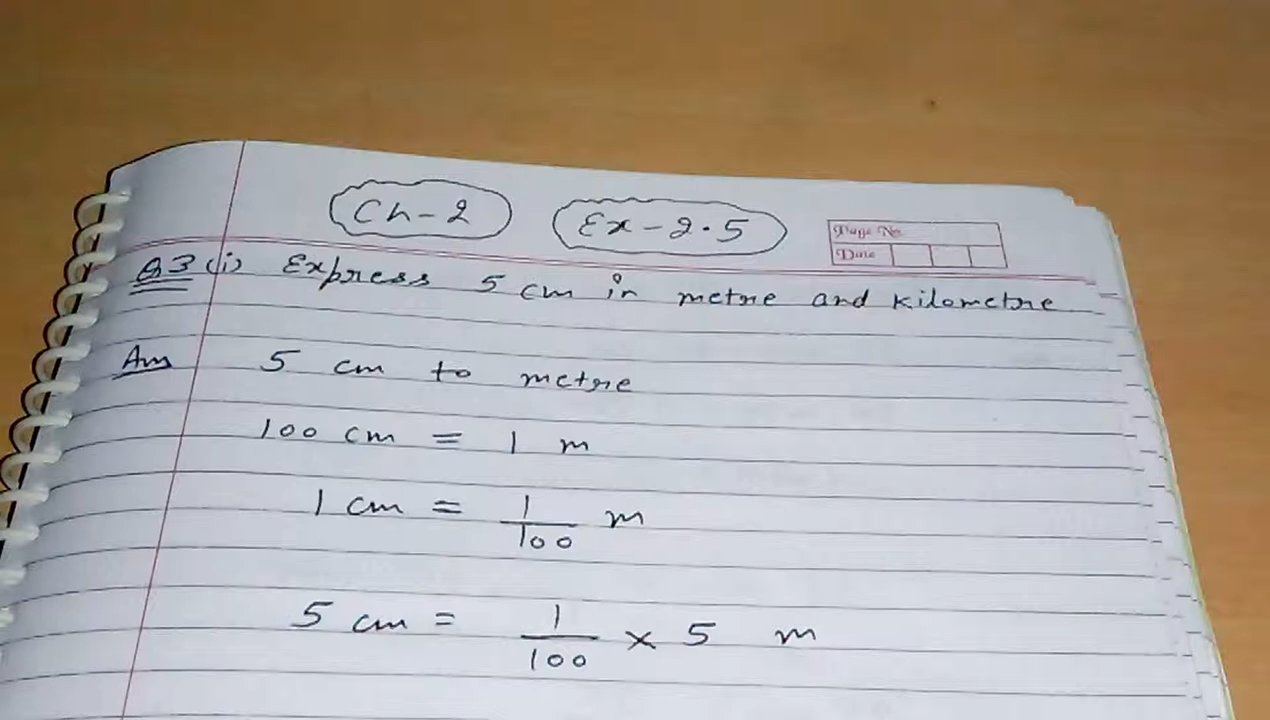 Ch-2 Ex-2.5
Page No.
Date
Q3 (i) Express 5 cm in metre and kilometre
Ans 5 cm to metre
100 cm = 1 m
1 cm = 1/100 m
5 cm = 1/100 × 5 m